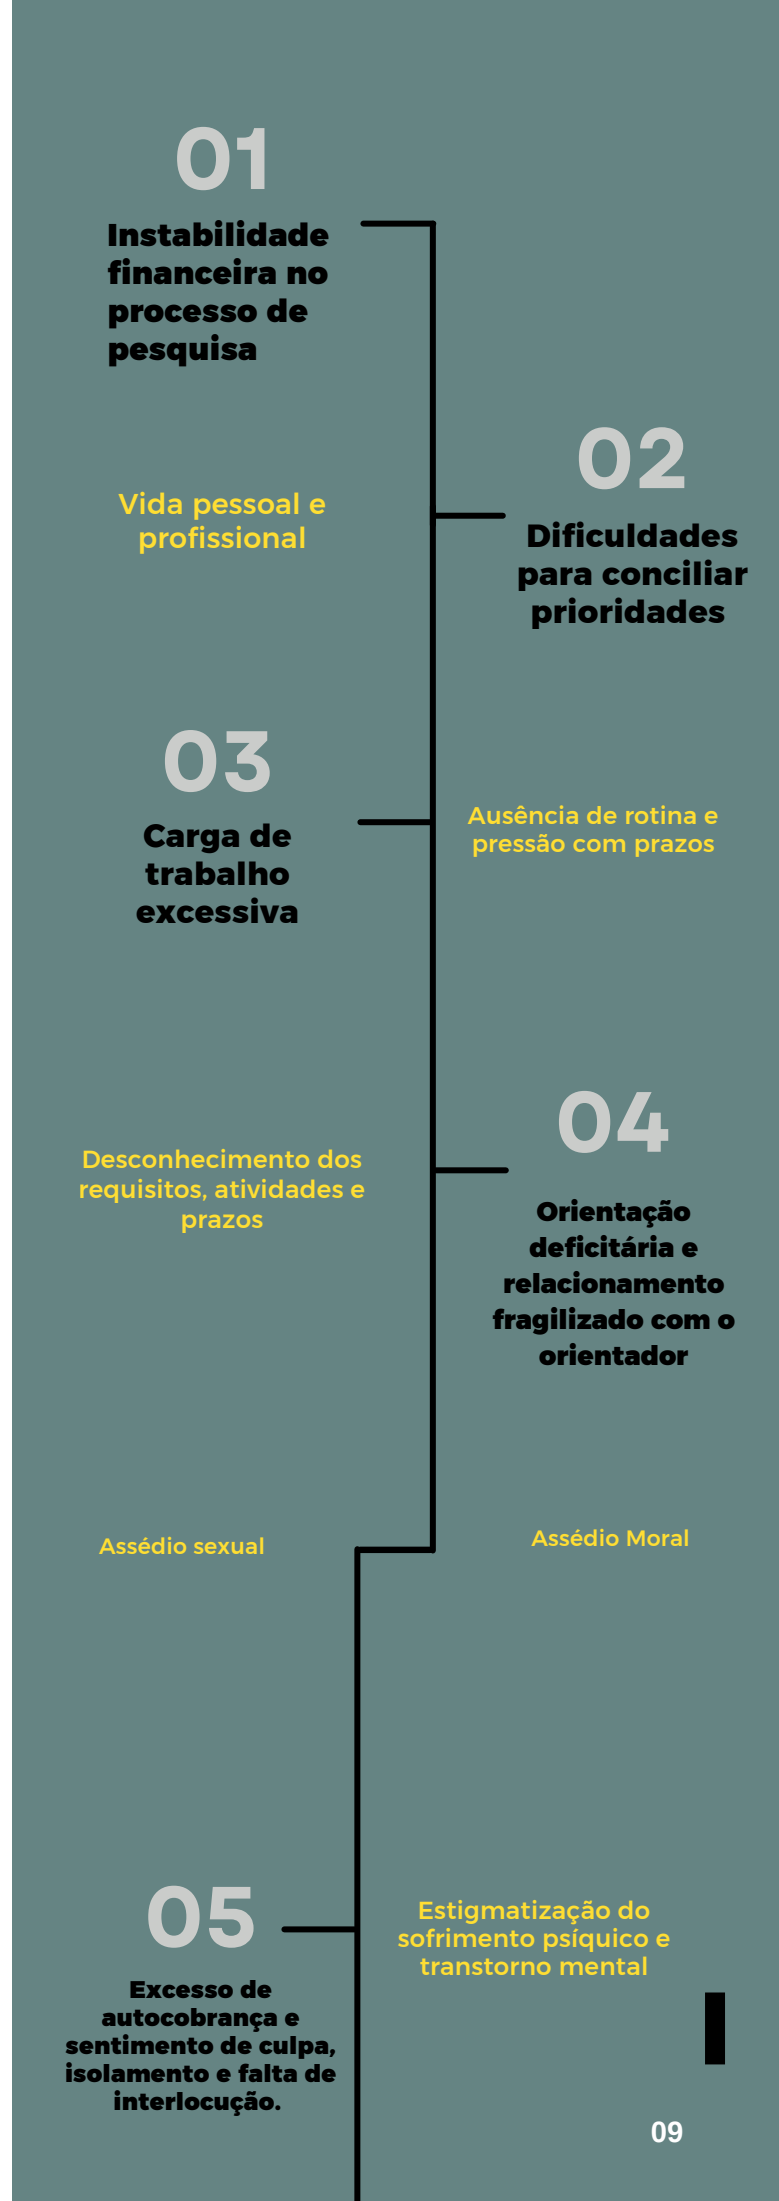 01
Instabilidade
financeira no
processo de
pesquisa
02
Vida pessoal e
profissional
Dificuldades
para conciliar
prioridades
03
Carga de
trabalho
excessiva
Ausência de rotina e
pressão com prazos
04
Desconhecimento dos
requisitos, atividades e
prazos
Orientação
deficitária e
relacionamento
fragilizado com o
orientador
Assédio sexual
Assédio Moral
05
Excesso de
autocobrança e
sentimento de culpa,
isolamento e falta de
interlocução.
Estigmatização do
sofrimento psíquico e
transtorno mental
09